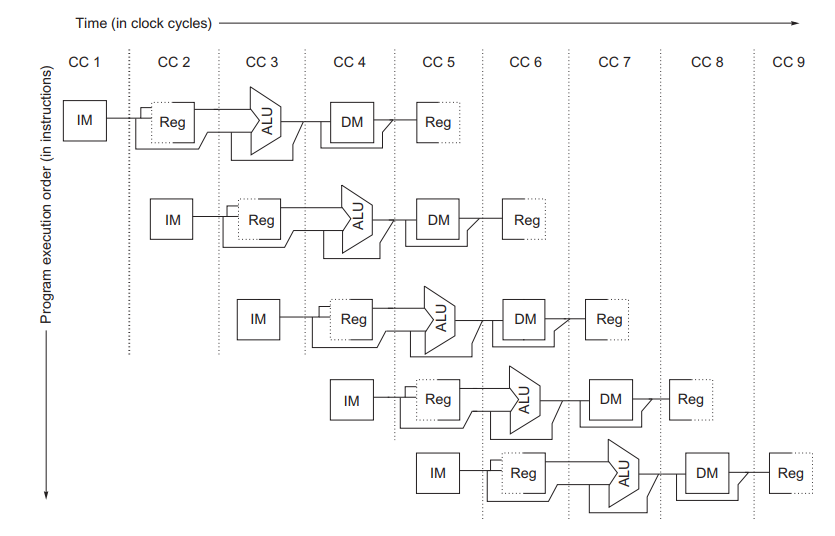 Time (in clock cycles)
CC 1 CC 2 CC 3 CC 4 CC 5 CC 6 CC 7 CC 8 CC 9
Program execution order (in instructions)
IM Reg ALU DM Reg
IM Reg ALU DM Reg
IM Reg ALU DM Reg
IM Reg ALU DM Reg
IM Reg ALU DM Reg